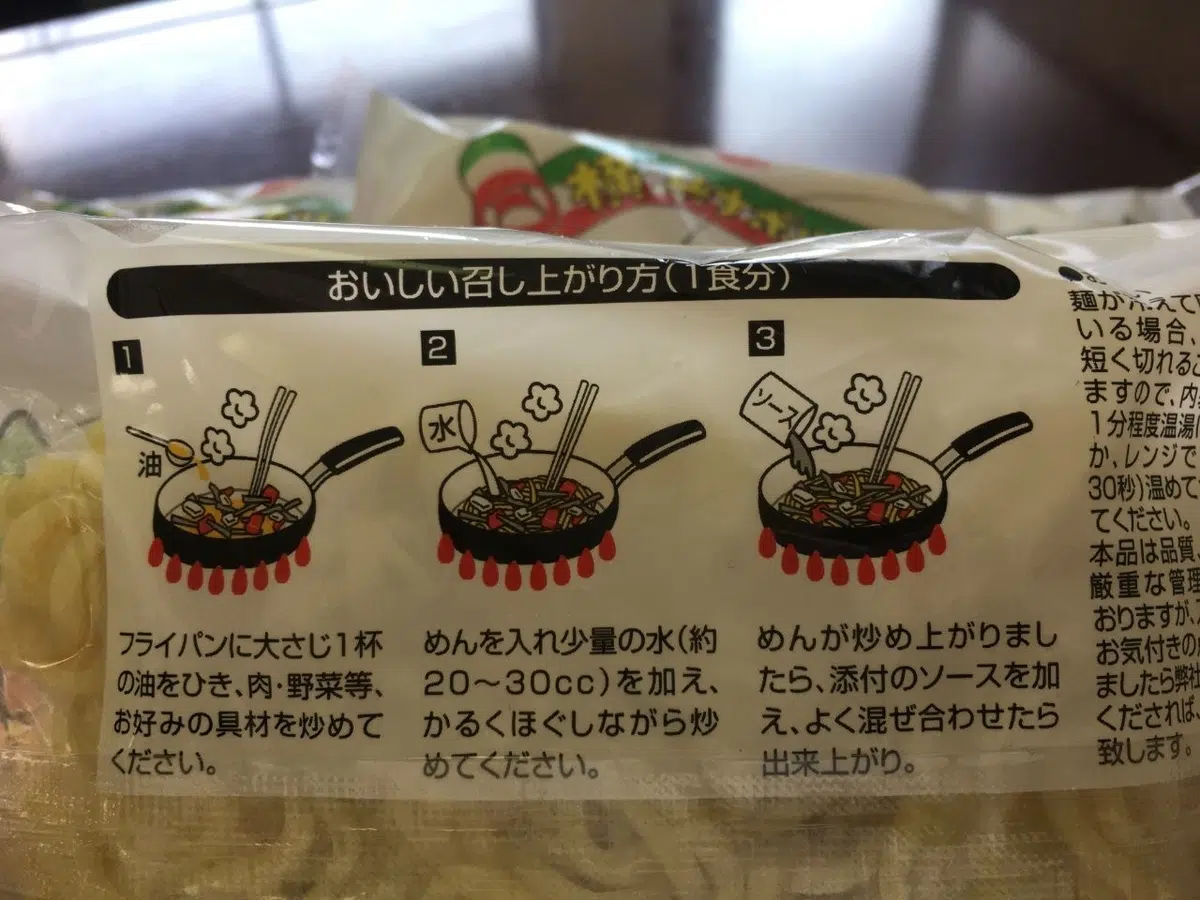 おいしい召し上がり方(1食分)
1
油
フライパンに大さじ1杯
の油をひき、肉・野菜等、
お好みの具材を炒めて
ください。
2
水
めんを入れ少量の水(約
20～30cc)を加え、
かるくほぐしながら炒
めてください。
3
ソース
めんが炒め上がりまし
たら、添付のソースを加
え、よく混ぜ合わせたら
出来上がり。
麺が冷えて
いる場合、
短く切れるこ
ますので、内
1分程度温湯
か、レンジで
30秒)温めて
てください。
本品は品質、
厳重な管理
おりますが、
お気付きの
ましたら弊社
くだされば、
致します。